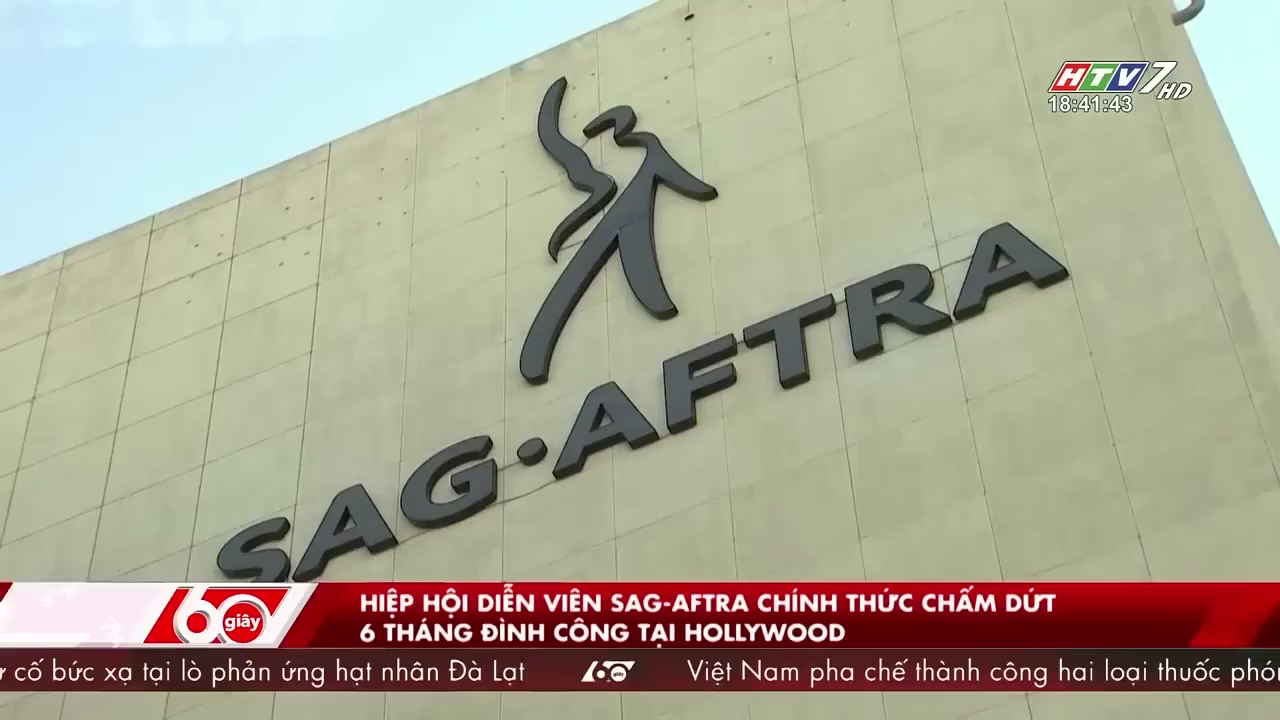 HTV7 HD
18:41:43
SAG·AFTRA
60 giây
HIỆP HỘI DIỄN VIÊN SAG-AFTRA CHÍNH THỨC CHẤM DỨT
6 THÁNG ĐÌNH CÔNG TẠI HOLLYWOOD
cố bức xạ tại lò phản ứng hạt nhân Đà Lạt 60 giây Việt Nam pha chế thành công hai loại thuốc